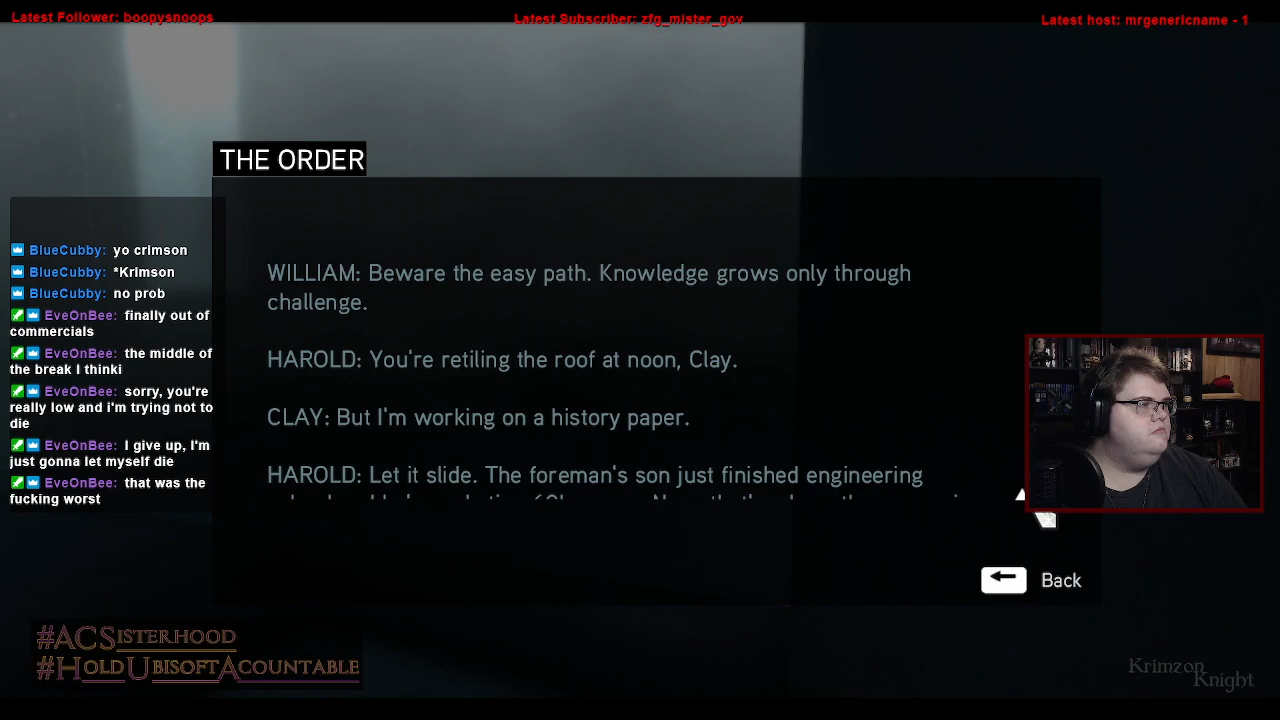 Latest Follower: boopysnoops
Latest Subscriber: zfg_mister_gov
Latest host: mrgenericname - 1
THE ORDER
BlueCubby: yo crimson
BlueCubby: *Krimson
BlueCubby: no prob
EveOnBee: finally out of
commercials
EveOnBee: the middle of
the break I thinki
EveOnBee: sorry, you're
really low and i'm trying not to
die
EveOnBee: I give up, I'm
just gonna let myself die
EveOnBee: that was the
fucking worst
WILLIAM: Beware the easy path. Knowledge grows only through
challenge.
HAROLD: You're retiling the roof at noon, Clay.
CLAY: But I'm working on a history paper.
HAROLD: Let it slide. The foreman's son just finished engineering
Back
#ACSisterhood
#HoldUbisoftAcountable
Krimzon
Knight